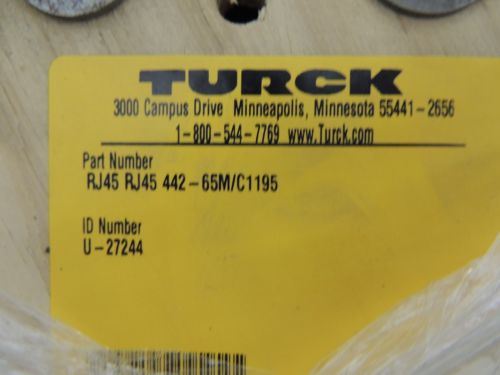 TURCK
3000 Campus Drive Minneapolis, Minnesota 55441-2656
1-800-544-7769 www.Turck.com
Part Number
RJ45 RJ45 442-65M/C1195
ID Number
U-27244